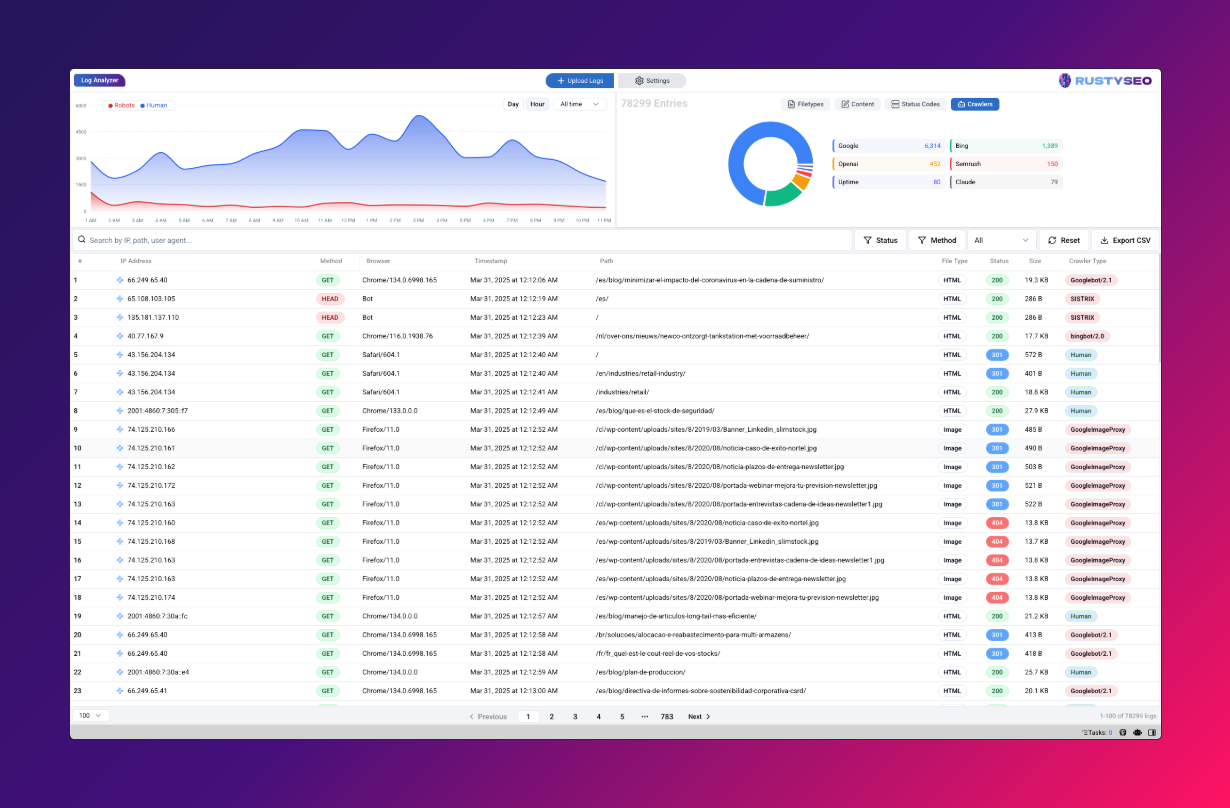 Log Analyzer
Upload Logs
Settings
RUSTYSEO
Robots Human
Day Hour All time
6000
4500
3000
1500
0
1 AM 2 AM 3 AM 4 AM 5 AM 6 AM 7 AM 8 AM 9 AM 10 AM 11 AM 12 PM 1 PM 2 PM 3 PM 4 PM 5 PM 6 PM 7 PM 8 PM 9 PM 10 PM 11 PM
78299 Entries
Filetypes Content Status Codes Crawlers
Google 6,314 Bing 1,389
Openai 452 Semrush 150
Uptime 80 Claude 79
Search by IP, path, user agent...
Status Method All Reset Export CSV
# IP Address Method Browser Timestamp Path File Type Status Size Crawler Type
1 66.249.65.40 GET Chrome/134.0.6998.165 Mar 31, 2025 at 12:12:06 AM /es/blog/minimizar-el-impacto-del-coronavirus-en-la-cadena-de-suministro/ HTML 200 19.3 KB Googlebot/2.1
2 65.108.103.105 HEAD Bot Mar 31, 2025 at 12:12:19 AM /es/ HTML 200 286 B SISTRIX
3 135.181.137.110 HEAD Bot Mar 31, 2025 at 12:12:23 AM / HTML 200 286 B SISTRIX
4 40.77.167.9 GET Chrome/116.0.1938.76 Mar 31, 2025 at 12:12:39 AM /nl/over-ons/nieuws/newco-ontzorgt-tankstation-met-voorraadbeheer/ HTML 200 17.7 KB bingbot/2.0
5 43.156.204.134 GET Safari/604.1 Mar 31, 2025 at 12:12:40 AM / HTML 301 572 B Human
6 43.156.204.134 GET Safari/604.1 Mar 31, 2025 at 12:12:40 AM /en/industries/retail-industry/ HTML 301 401 B Human
7 43.156.204.134 GET Safari/604.1 Mar 31, 2025 at 12:12:41 AM /industries/retail/ HTML 200 18.8 KB Human
8 2001:4860:7:305::f7 GET Chrome/133.0.0.0 Mar 31, 2025 at 12:12:49 AM /es/blog/que-es-el-stock-de-seguridad/ HTML 200 27.9 KB Human
9 74.125.210.166 GET Firefox/11.0 Mar 31, 2025 at 12:12:52 AM /cl/wp-content/uploads/sites/8/2019/03/Banner_Linkedin_slimstock.jpg Image 301 485 B GoogleImageProxy
10 74.125.210.161 GET Firefox/11.0 Mar 31, 2025 at 12:12:52 AM /cl/wp-content/uploads/sites/8/2020/08/noticia-caso-de-exito-nortel.jpg Image 301 490 B GoogleImageProxy
11 74.125.210.162 GET Firefox/11.0 Mar 31, 2025 at 12:12:52 AM /cl/wp-content/uploads/sites/8/2020/08/noticia-plazos-de-entrega-newsletter.jpg Image 301 503 B GoogleImageProxy
12 74.125.210.172 GET Firefox/11.0 Mar 31, 2025 at 12:12:52 AM /cl/wp-content/uploads/sites/8/2020/08/portada-webinar-mejora-tu-prevision-newsletter.jpg Image 301 521 B GoogleImageProxy
13 74.125.210.163 GET Firefox/11.0 Mar 31, 2025 at 12:12:52 AM /cl/wp-content/uploads/sites/8/2020/08/portada-entrevistas-cadena-de-ideas-newsletter1.jpg Image 301 522 B GoogleImageProxy
14 74.125.210.160 GET Firefox/11.0 Mar 31, 2025 at 12:12:52 AM /es/wp-content/uploads/sites/8/2020/08/noticia-caso-de-exito-nortel.jpg Image 404 13.8 KB GoogleImageProxy
15 74.125.210.168 GET Firefox/11.0 Mar 31, 2025 at 12:12:52 AM /es/wp-content/uploads/sites/8/2019/03/Banner_Linkedin_slimstock.jpg Image 404 13.7 KB GoogleImageProxy
16 74.125.210.163 GET Firefox/11.0 Mar 31, 2025 at 12:12:52 AM /es/wp-content/uploads/sites/8/2020/08/portada-entrevistas-cadena-de-ideas-newsletter1.jpg Image 404 13.8 KB GoogleImageProxy
17 74.125.210.163 GET Firefox/11.0 Mar 31, 2025 at 12:12:52 AM /es/wp-content/uploads/sites/8/2020/08/noticia-plazos-de-entrega-newsletter.jpg Image 404 13.8 KB GoogleImageProxy
18 74.125.210.174 GET Firefox/11.0 Mar 31, 2025 at 12:12:52 AM /es/wp-content/uploads/sites/8/2020/08/portada-webinar-mejora-tu-prevision-newsletter.jpg Image 404 13.8 KB GoogleImageProxy
19 2001:4860:7:30a::fc GET Chrome/134.0.0.0 Mar 31, 2025 at 12:12:57 AM /es/blog/manejo-de-articulos-long-tail-mas-eficiente/ HTML 200 21.2 KB Human
20 66.249.65.40 GET Chrome/134.0.6998.165 Mar 31, 2025 at 12:12:58 AM /br/solucoes/alocacao-e-reabastecimento-para-multi-armazens/ HTML 301 413 B Googlebot/2.1
21 66.249.65.40 GET Chrome/134.0.6998.165 Mar 31, 2025 at 12:12:58 AM /fr/fr_quel-est-le-cout-reel-de-vos-stocks/ HTML 301 418 B Googlebot/2.1
22 2001:4860:7:30a::e4 GET Chrome/134.0.0.0 Mar 31, 2025 at 12:12:59 AM /es/blog/plan-de-produccion/ HTML 200 25.7 KB Human
23 66.249.65.41 GET Chrome/134.0.6998.165 Mar 31, 2025 at 12:13:00 AM /es/blog/directiva-de-informes-sobre-sostenibilidad-corporativa-csrd/ HTML 200 20.1 KB Googlebot/2.1
100 Previous 1 2 3 4 5 ... 783 Next 1-100 of 78299 logs
Tasks: 0